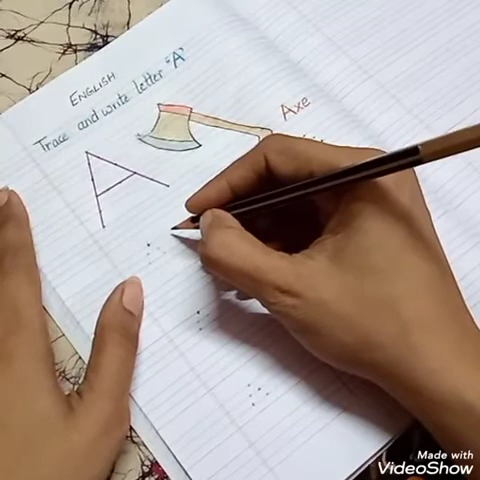 ENGLISH
Trace and write letter "A"
Axe
A
Made with
VideoShow